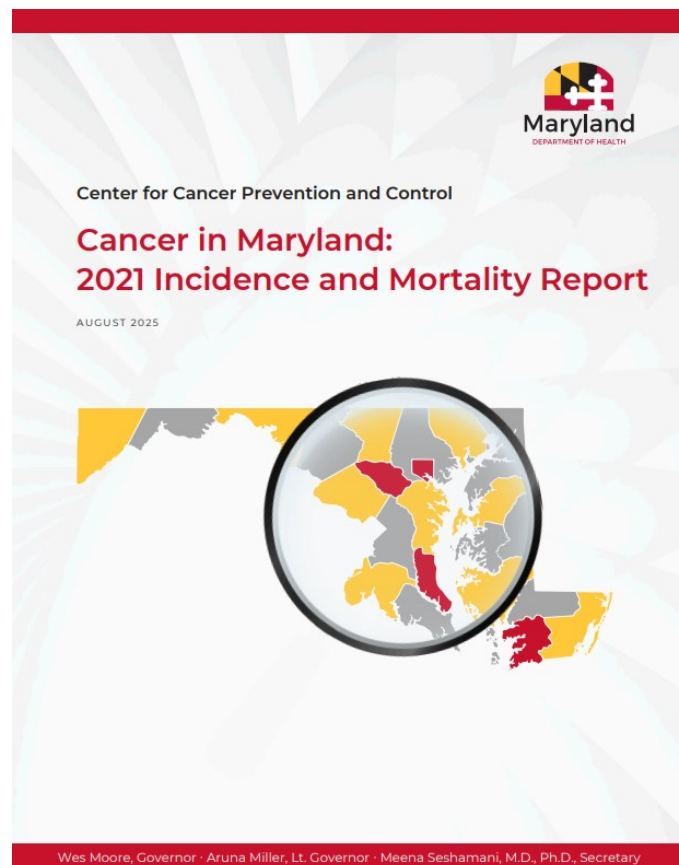 Maryland
DEPARTMENT OF HEALTH
Center for Cancer Prevention and Control
Cancer in Maryland:
2021 Incidence and Mortality Report
AUGUST 2025
Wes Moore, Governor · Aruna Miller, Lt. Governor · Meena Seshamani, M.D., Ph.D., Secretary